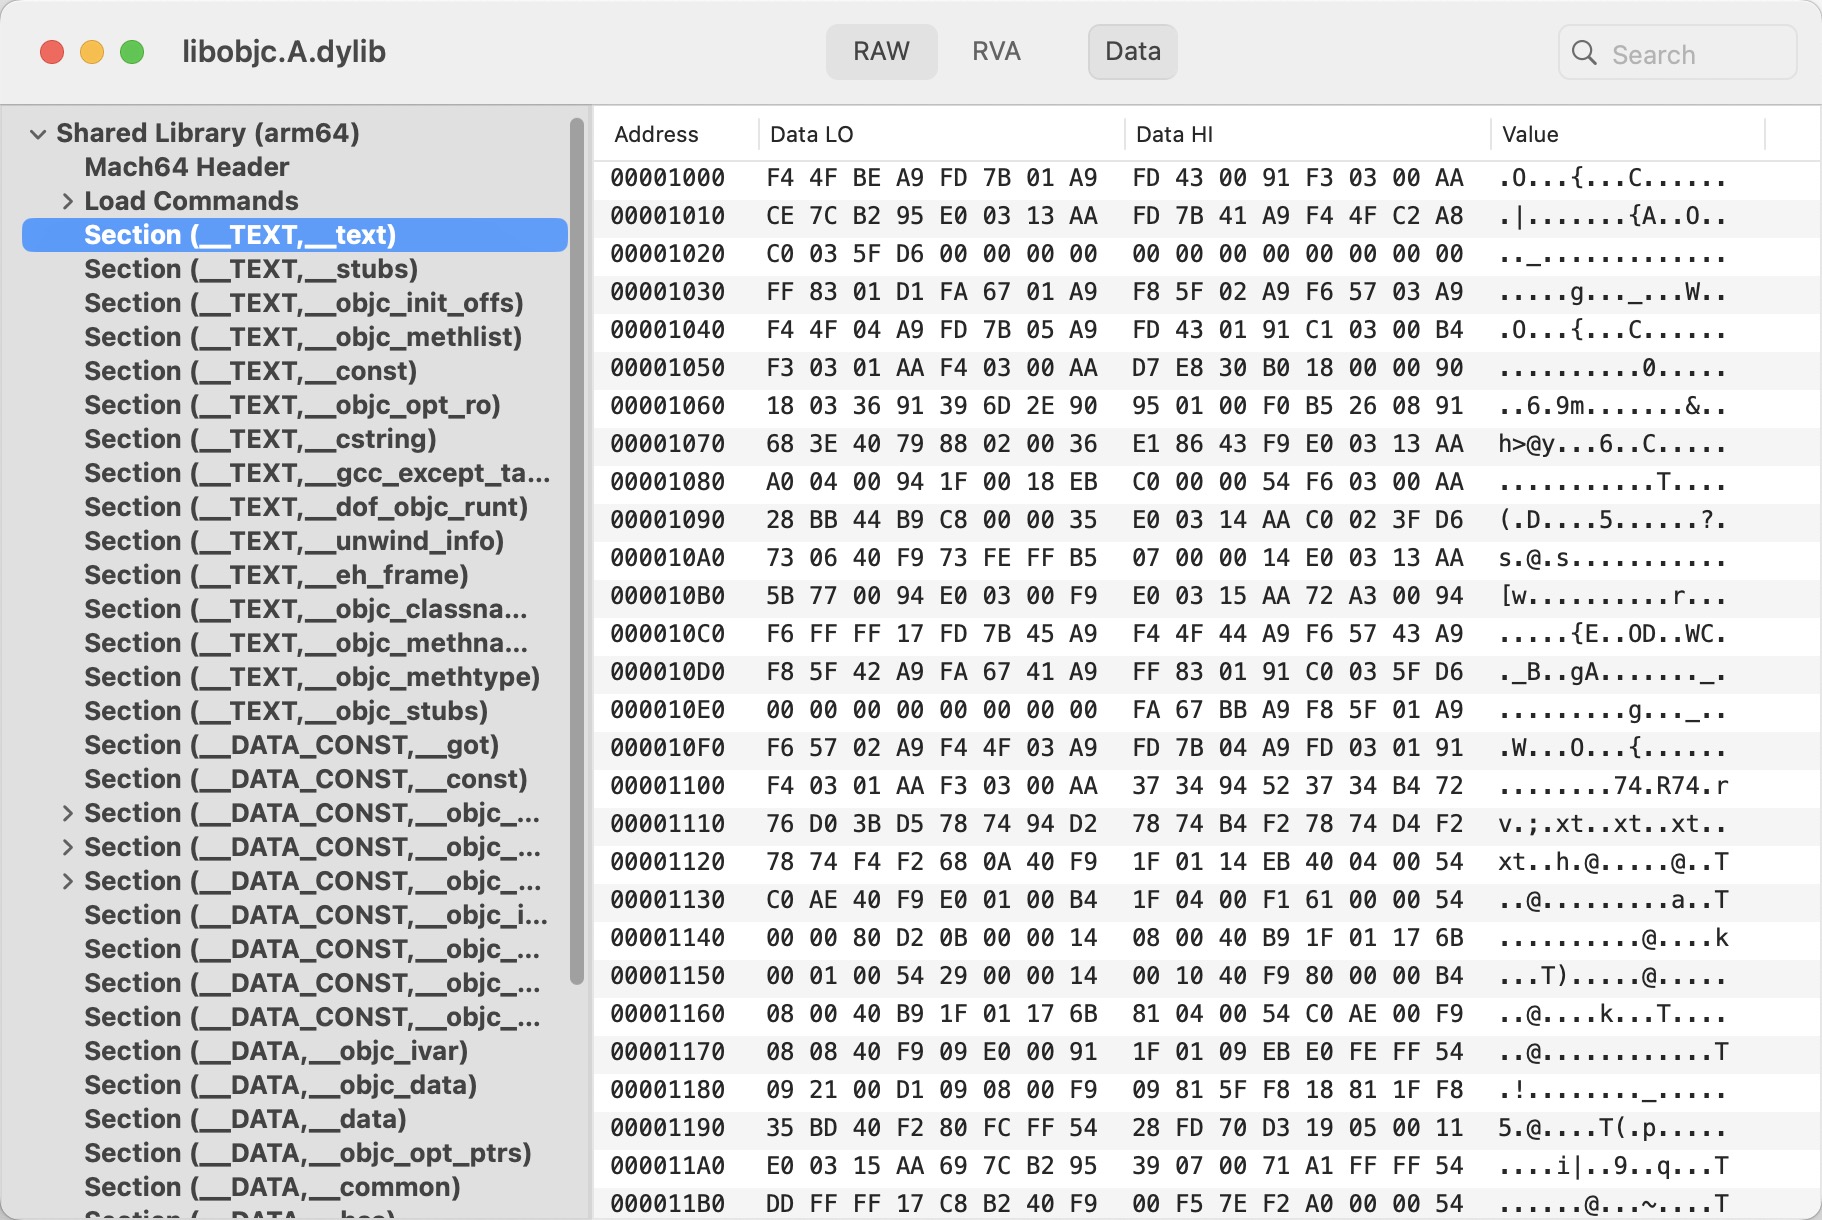 libobjc.A.dylib
RAW RVA Data Search
Shared Library (arm64)
Mach64 Header
Load Commands
Section (__TEXT,__text)
Section (__TEXT,__stubs)
Section (__TEXT,__objc_init_offs)
Section (__TEXT,__objc_methlist)
Section (__TEXT,__const)
Section (__TEXT,__objc_opt_ro)
Section (__TEXT,__cstring)
Section (__TEXT,__gcc_except_ta...
Section (__TEXT,__dof_objc_runt)
Section (__TEXT,__unwind_info)
Section (__TEXT,__eh_frame)
Section (__TEXT,__objc_classna...
Section (__TEXT,__objc_methna...
Section (__TEXT,__objc_methtype)
Section (__TEXT,__objc_stubs)
Section (__DATA_CONST,__got)
Section (__DATA_CONST,__const)
Section (__DATA_CONST,__objc_...
Section (__DATA_CONST,__objc_...
Section (__DATA_CONST,__objc_...
Section (__DATA_CONST,__objc_i...
Section (__DATA_CONST,__objc_...
Section (__DATA_CONST,__objc_...
Section (__DATA_CONST,__objc_...
Section (__DATA,__objc_ivar)
Section (__DATA,__objc_data)
Section (__DATA,__data)
Section (__DATA,__objc_opt_ptrs)
Section (__DATA,__common)
Address Data LO Data HI Value
00001000 F4 4F BE A9 FD 7B 01 A9 FD 43 00 91 F3 03 00 AA .O...{...C......
00001010 CE 7C B2 95 E0 03 13 AA FD 7B 41 A9 F4 4F C2 A8 .|.......{A..O..
00001020 C0 03 5F D6 00 00 00 00 00 00 00 00 00 00 00 00 .._.............
00001030 FF 83 01 D1 FA 67 01 A9 F8 5F 02 A9 F6 57 03 A9 .....g..._...W..
00001040 F4 4F 04 A9 FD 7B 05 A9 FD 43 01 91 C1 03 00 B4 .O...{...C......
00001050 F3 03 01 AA F4 03 00 AA D7 E8 30 B0 18 00 00 90 ..........0.....
00001060 18 03 36 91 39 6D 2E 90 95 01 00 F0 B5 26 08 91 ..6.9m.......&..
00001070 68 3E 40 79 88 02 00 36 E1 86 43 F9 E0 03 13 AA h>@y...6..C.....
00001080 A0 04 00 94 1F 00 18 EB C0 00 00 54 F6 03 00 AA ...........T....
00001090 28 BB 44 B9 C8 00 00 35 E0 03 14 AA C0 02 3F D6 (.D....5......?.
000010A0 73 06 40 F9 73 FE FF B5 07 00 00 14 E0 03 13 AA s.@.s...........
000010B0 5B 77 00 94 E0 03 00 F9 E0 03 15 AA 72 A3 00 94 [w..........r...
000010C0 F6 FF FF 17 FD 7B 45 A9 F4 4F 44 A9 F6 57 43 A9 .....{E..OD..WC.
000010D0 F8 5F 42 A9 FA 67 41 A9 FF 83 01 91 C0 03 5F D6 ._B..gA......._.
000010E0 00 00 00 00 00 00 00 00 FA 67 BB A9 F8 5F 01 A9 .........g..._..
000010F0 F6 57 02 A9 F4 4F 03 A9 FD 7B 04 A9 FD 03 01 91 .W...O...{......
00001100 F4 03 01 AA F3 03 00 AA 37 34 94 52 37 34 B4 72 ........74.R74.r
00001110 76 D0 3B D5 78 74 94 D2 78 74 B4 F2 78 74 D4 F2 v.;.xt..xt..xt..
00001120 78 74 F4 F2 68 0A 40 F9 1F 01 14 EB 40 04 00 54 xt..h.@.....@..T
00001130 C0 AE 40 F9 E0 01 00 B4 1F 04 00 F1 61 00 00 54 ..@.........a..T
00001140 00 00 80 D2 0B 00 00 14 08 00 40 B9 1F 01 17 6B ..........@....k
00001150 00 01 00 54 29 00 00 14 00 10 40 F9 80 00 00 B4 ...T).....@.....
00001160 08 00 40 B9 1F 01 17 6B 81 04 00 54 C0 AE 00 F9 ..@....k...T....
00001170 08 08 40 F9 09 E0 00 91 1F 01 09 EB E0 FE FF 54 ..@............T
00001180 09 21 00 D1 09 08 00 F9 09 81 5F F8 18 81 1F F8 .!........_.....
00001190 35 BD 40 F2 80 FC FF 54 28 FD 70 D3 19 05 00 11 5.@....T(.p.....
000011A0 E0 03 15 AA 69 7C B2 95 39 07 00 71 A1 FF FF 54 ....i|..9..q...T
000011B0 DD FF FF 17 C8 B2 40 F9 00 F5 7E F2 A0 00 00 54 ......@...~....T